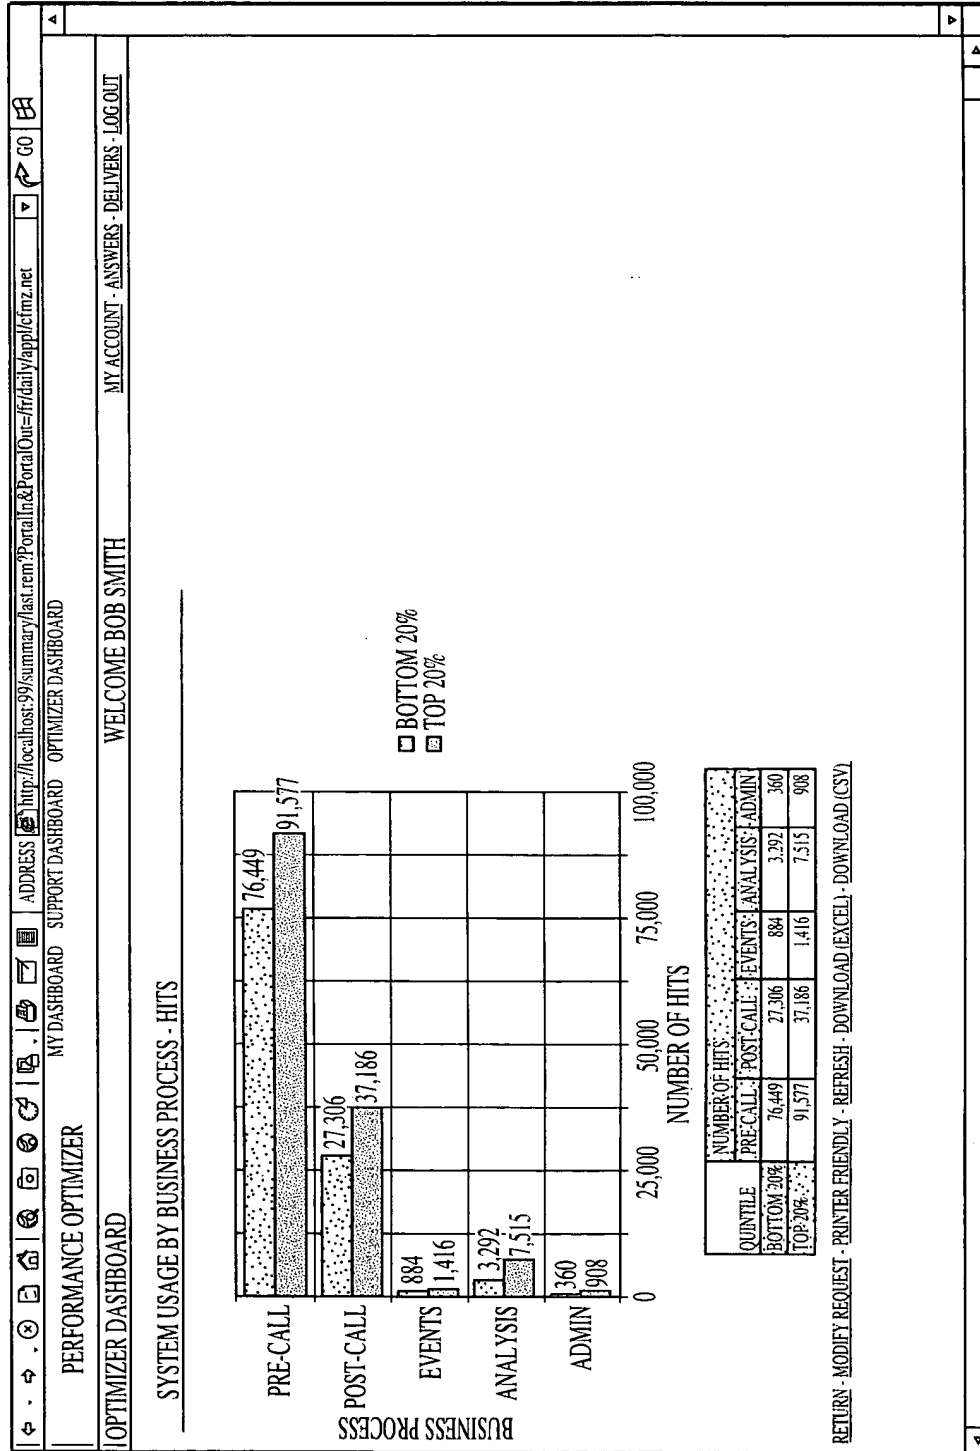 ADDRESS http://localhost:99/summary/last.rem?PortalIn&PortalOut=/fr/daily/appl/cfmz.net GO
MY DASHBOARD SUPPORT DASHBOARD OPTIMIZER DASHBOARD
PERFORMANCE OPTIMIZER
OPTIMIZER DASHBOARD WELCOME BOB SMITH MY ACCOUNT - ANSWERS - DELIVERS - LOG OUT
SYSTEM USAGE BY BUSINESS PROCESS - HITS
BUSINESS PROCESS
PRE-CALL 76,449 91,577
POST-CALL 27,306 37,186
EVENTS 884 1,416
ANALYSIS 3,292 7,515
ADMIN 360 908
0 25,000 50,000 75,000 100,000
NUMBER OF HITS
BOTTOM 20%
TOP 20%
NUMBER OF HITS
QUINTILE PRE-CALL POST-CALL EVENTS ANALYSIS ADMIN
BOTTOM 20% 76,449 27,306 884 3.292 360
TOP 20% 91,577 37,186 1,416 7,515 908
RETURN - MODIFY REQUEST - PRINTER FRIENDLY - REFRESH - DOWNLOAD (EXCEL) - DOWNLOAD (CSV)